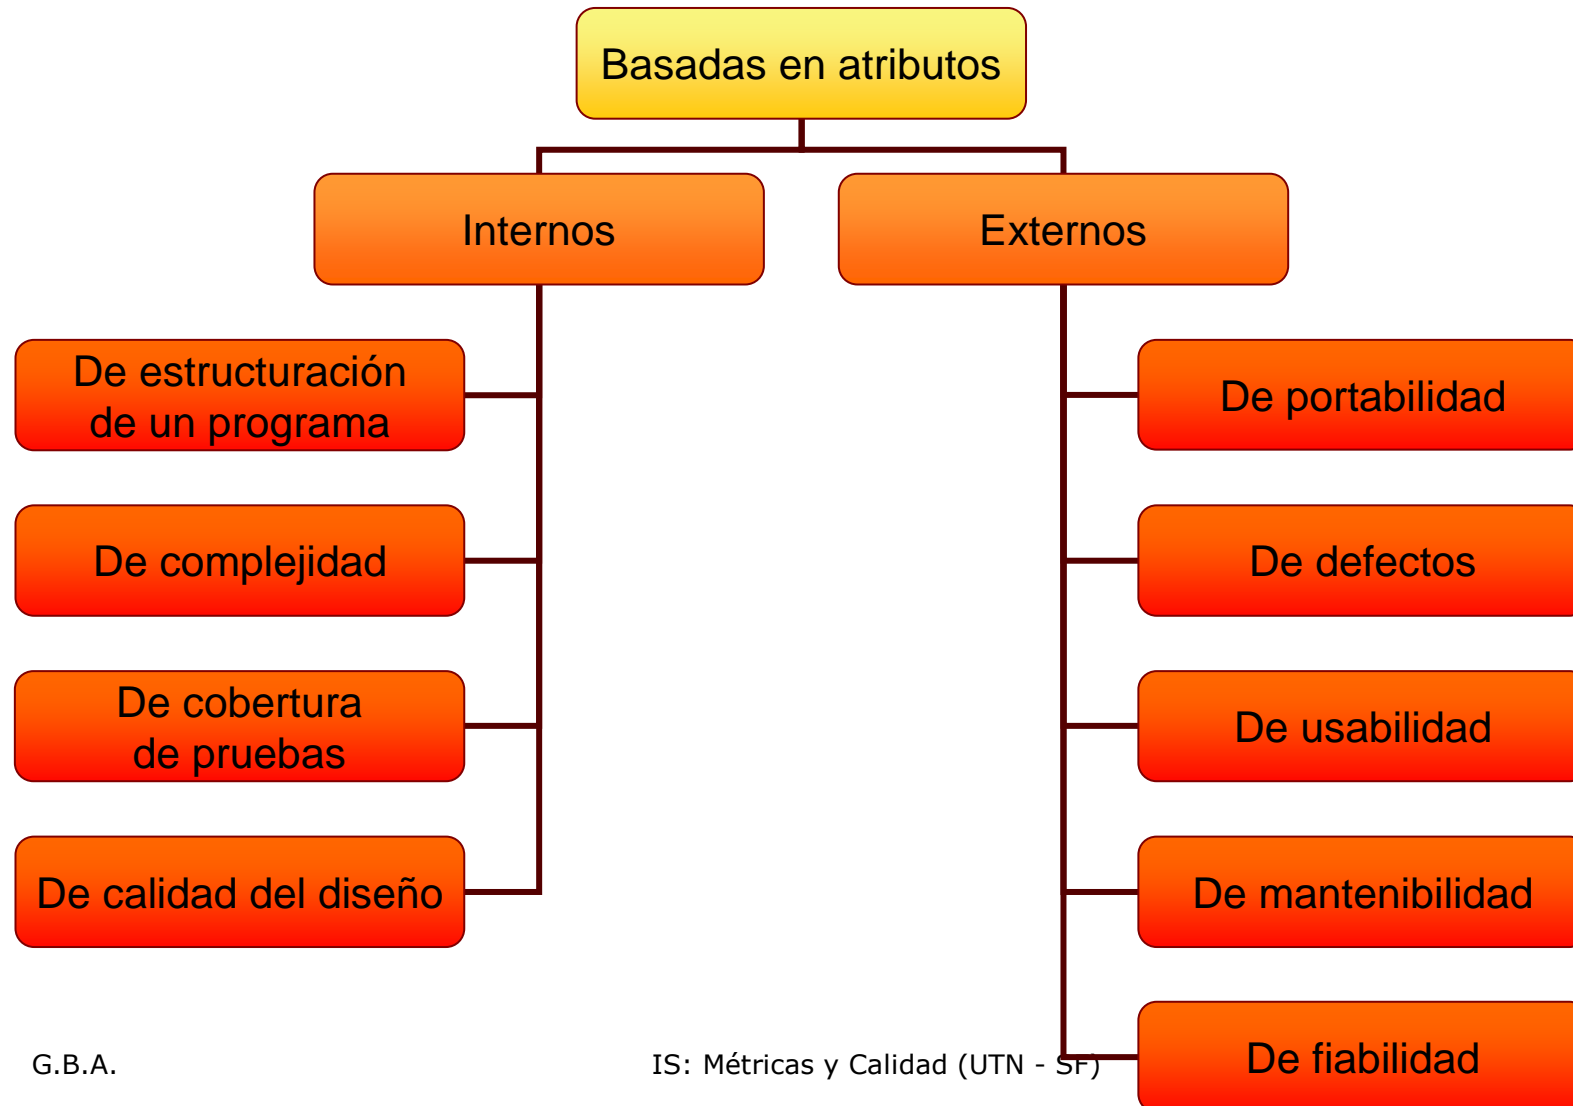 Basadas en atributos
Internos
Externos
De estructuración
de un programa
De complejidad
De cobertura
de pruebas
De calidad del diseño
De portabilidad
De defectos
De usabilidad
De mantenibilidad
De fiabilidad
G.B.A.
IS: Métricas y Calidad (UTN - SF)